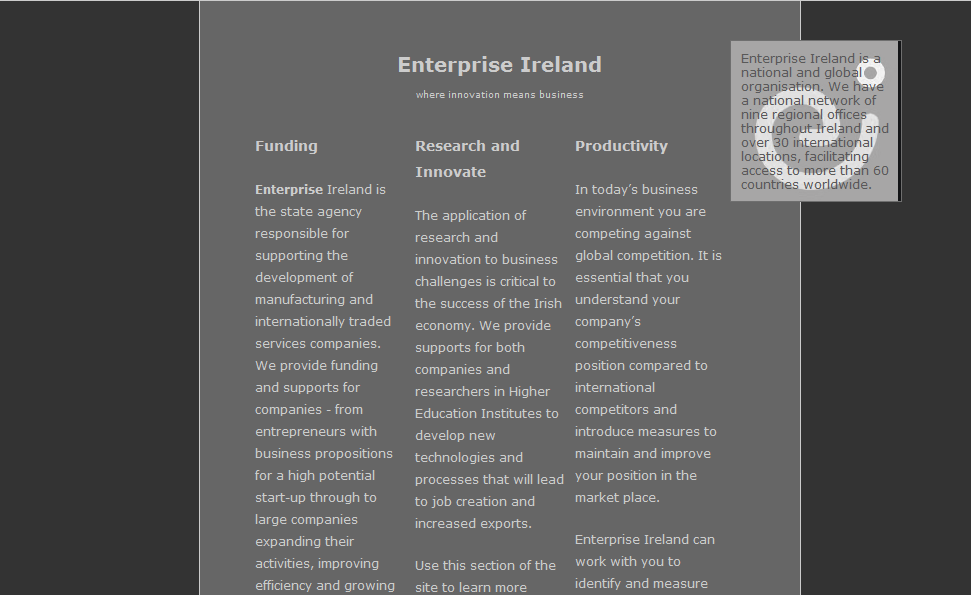 Enterprise Ireland
where innovation means business
Funding
Enterprise Ireland is
the state agency
responsible for
supporting the
development of
manufacturing and
internationally traded
services companies.
We provide funding
and supports for
companies - from
entrepreneurs with
business propositions
for a high potential
start-up through to
large companies
expanding their
activities, improving
efficiency and growing
Research and
Innovate
The application of
research and
innovation to business
challenges is critical to
the success of the Irish
economy. We provide
supports for both
companies and
researchers in Higher
Education Institutes to
develop new
technologies and
processes that will lead
to job creation and
increased exports.
Use this section of the
site to learn more
Productivity
In today’s business
environment you are
competing against
global competition. It is
essential that you
understand your
company’s
competitiveness
position compared to
international
competitors and
introduce measures to
maintain and improve
your position in the
market place.
Enterprise Ireland can
work with you to
identify and measure
Enterprise Ireland is a
national and global
organisation. We have
a national network of
nine regional offices
throughout Ireland and
over 30 international
locations, facilitating
access to more than 60
countries worldwide.